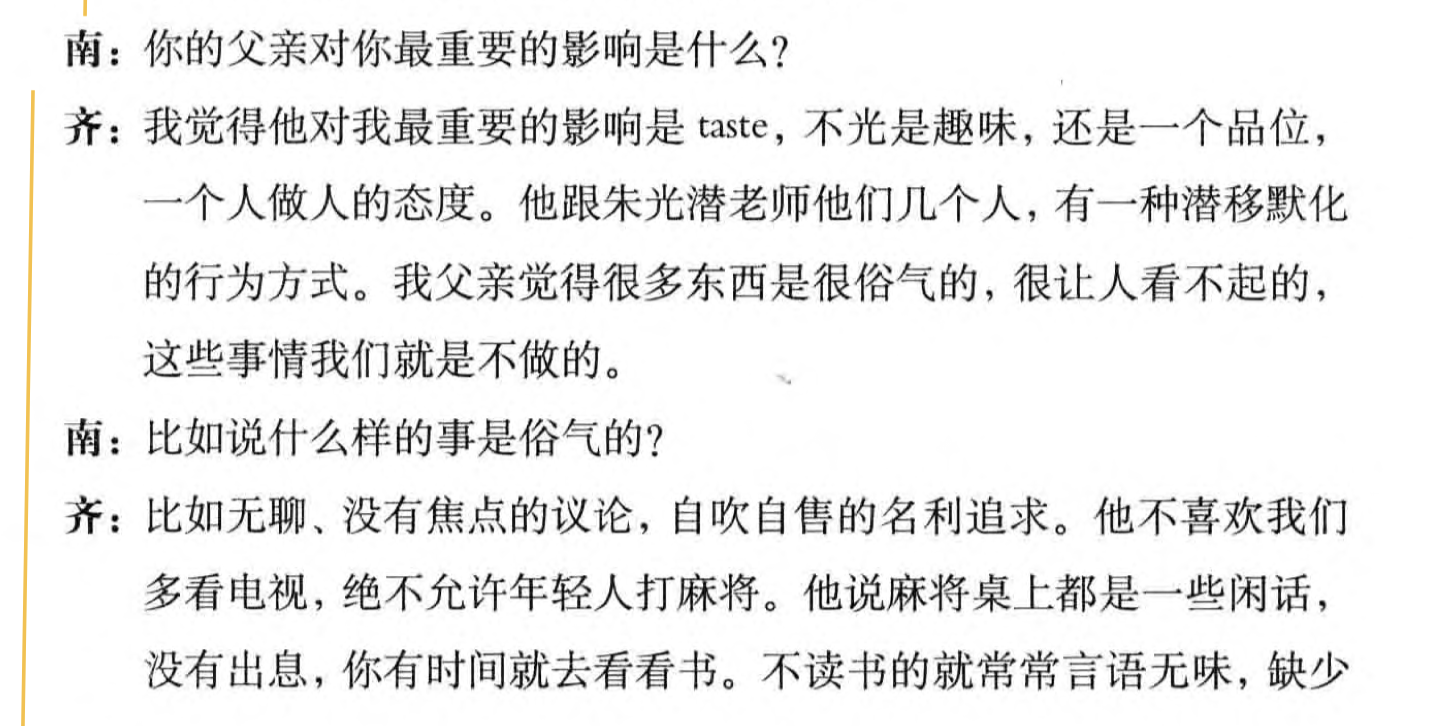 南：你的父亲对你最重要的影响是什么？
齐：我觉得他对我最重要的影响是 taste，不光是趣味，还是一个品位，
一个人做人的态度。他跟朱光潜老师他们几个人，有一种潜移默化
的行为方式。我父亲觉得很多东西是很俗气的，很让人看不起的，
这些事情我们就是不做的。
南：比如说什么样的事是俗气的？
齐：比如无聊、没有焦点的议论，自吹自售的名利追求。他不喜欢我们
多看电视，绝不允许年轻人打麻将。他说麻将桌上都是一些闲话，
没有出息，你有时间就去看看书。不读书的就常常言语无味，缺少